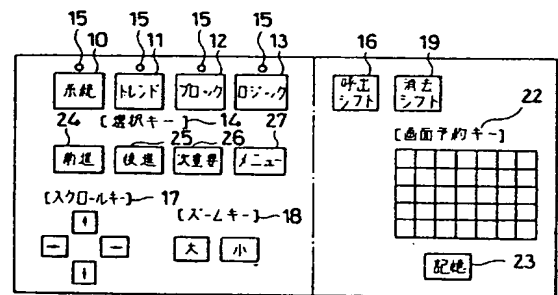 15 15 15 15 16 19
10 11 12 13
系統 トレンド ブロック ロジック 呼出シフト 消去シフト
[選択キー] 14
22
24 25 26 27
[画面予約キー]
前進 後進 次重要 メニュー
[スクロールキー] 17
[ズームキー] 18
↑
← →
↓
大 小
記憶 23